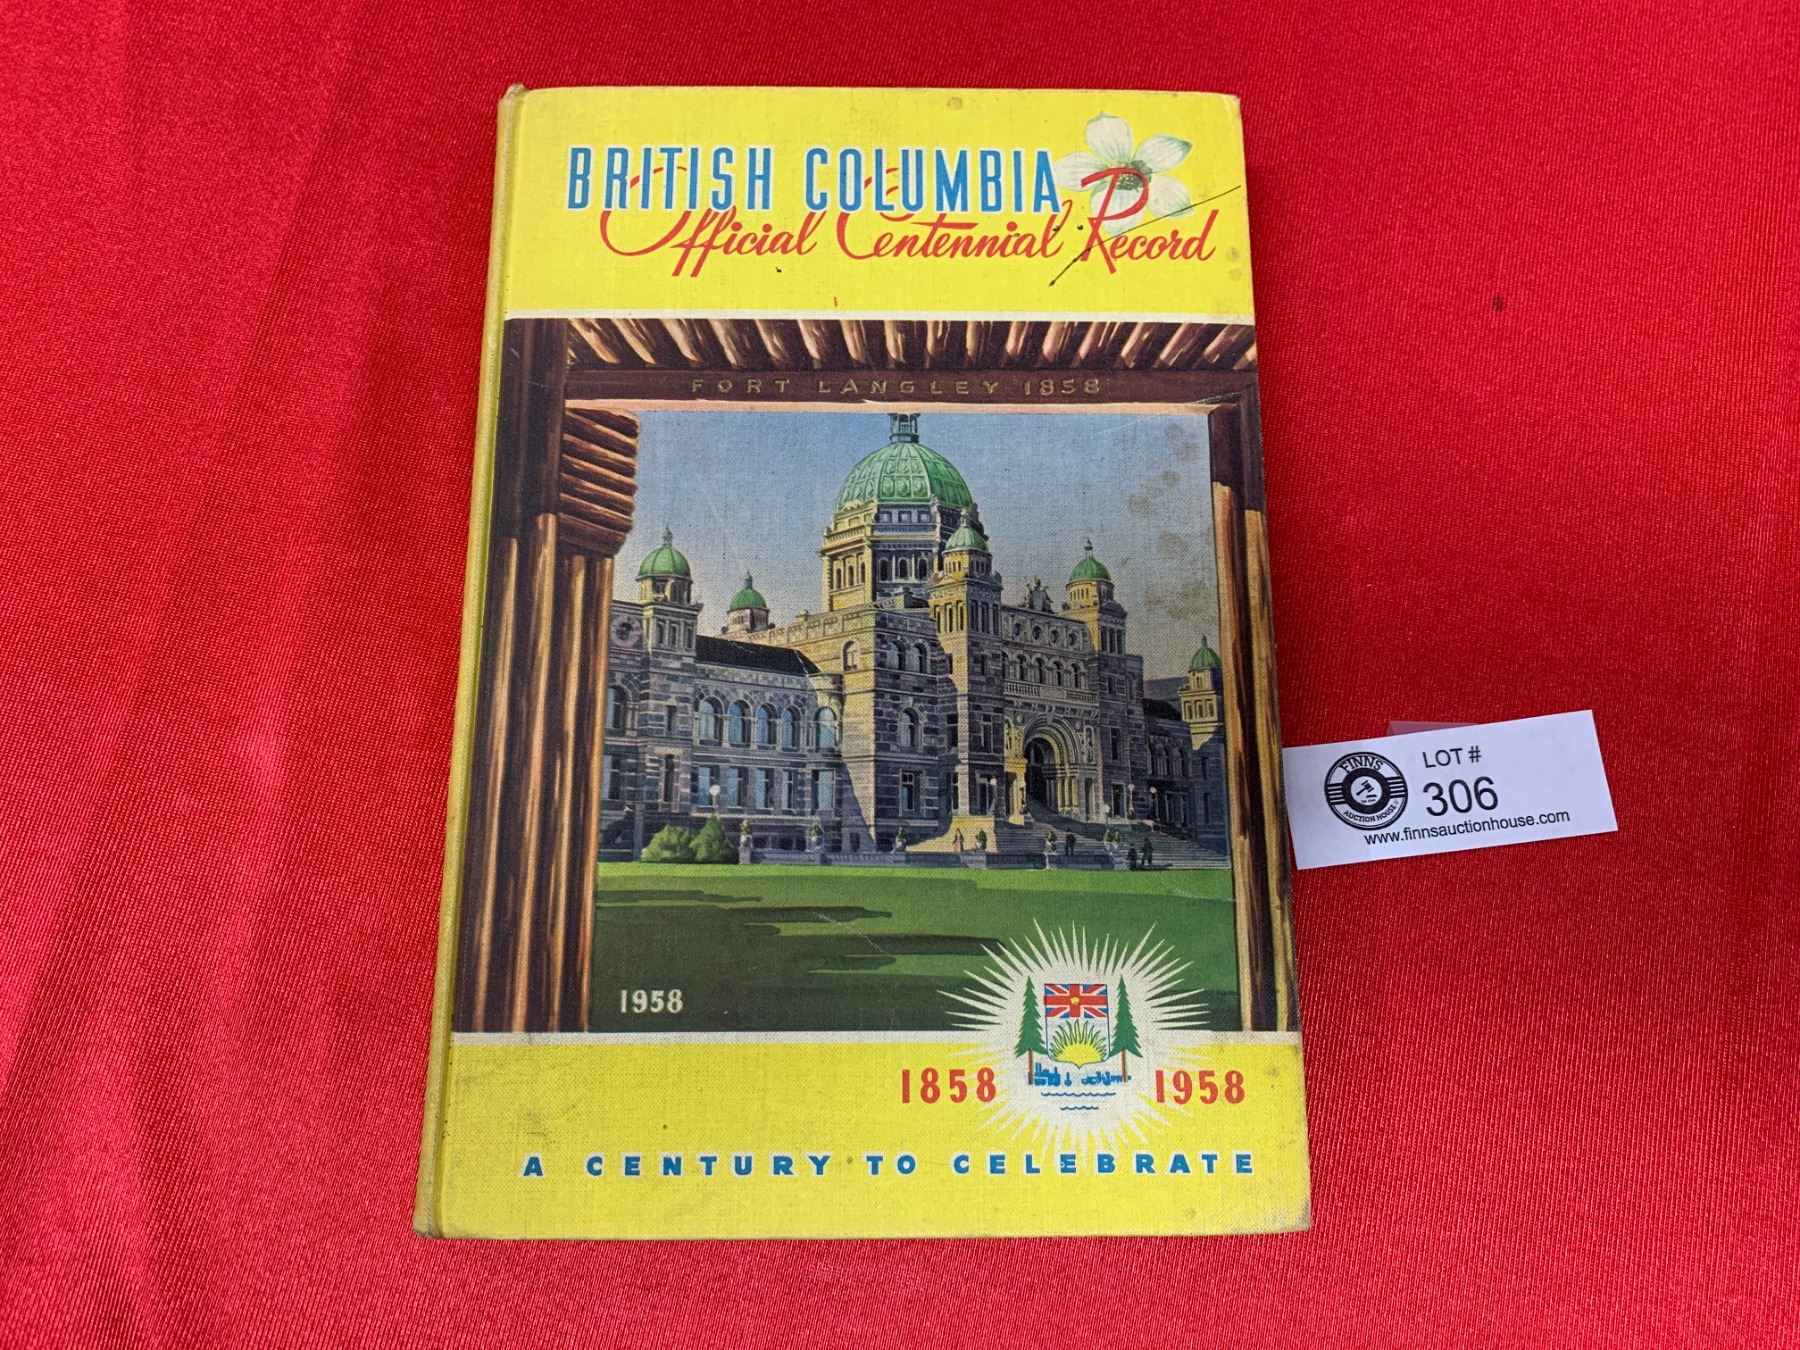 BRITISH COLUMBIA
Official Centennial Record
FORT LANGLEY 1858
1958
1858 1958
A CENTURY TO CELEBRATE
FINNS
AUCTION HOUSE
LOT #
306
www.finnsauctionhouse.com